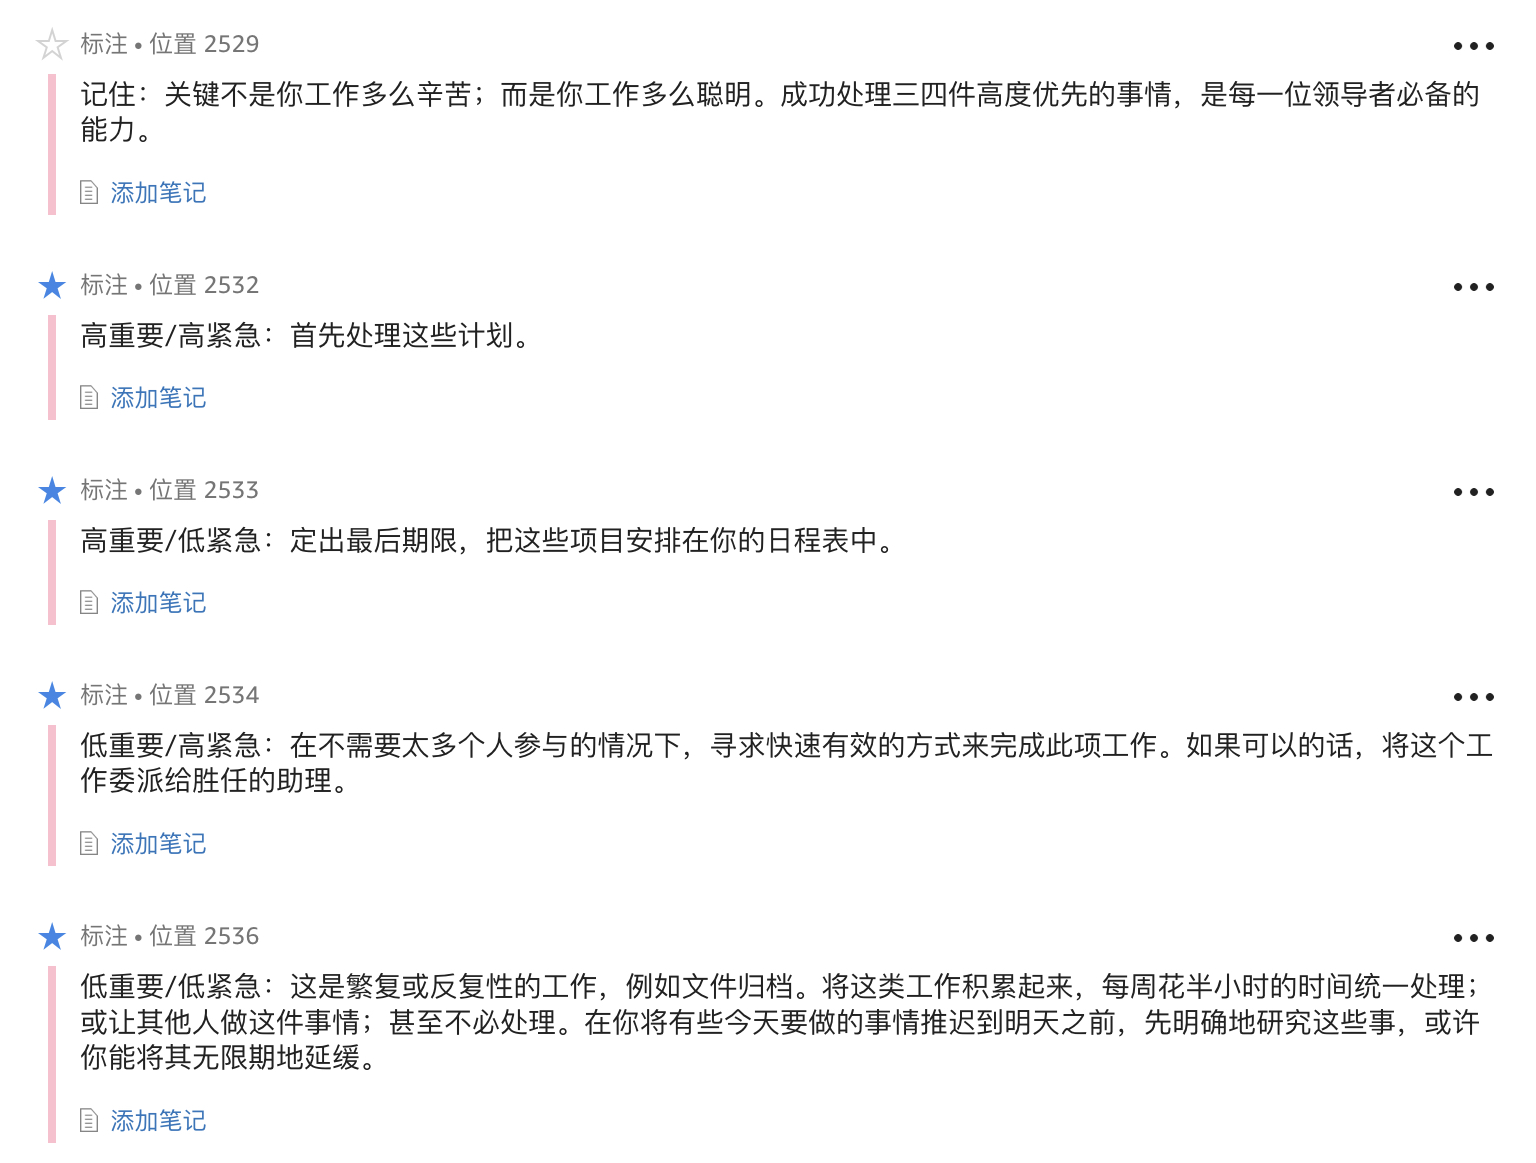 标注 • 位置 2529
记住：关键不是你工作多么辛苦；而是你工作多么聪明。成功处理三四件高度优先的事情，是每一位领导者必备的
能力。
添加笔记
标注 • 位置 2532
高重要/高紧急：首先处理这些计划。
添加笔记
标注 • 位置 2533
高重要/低紧急：定出最后期限，把这些项目安排在你的日程表中。
添加笔记
标注 • 位置 2534
低重要/高紧急：在不需要太多个人参与的情况下，寻求快速有效的方式来完成此项工作。如果可以的话，将这个工
作委派给胜任的助理。
添加笔记
标注 • 位置 2536
低重要/低紧急：这是繁复或反复性的工作，例如文件归档。将这类工作积累起来，每周花半小时的时间统一处理；
或让其他人做这件事情；甚至不必处理。在你将有些今天要做的事情推迟到明天之前，先明确地研究这些事，或许
你能将其无限期地延缓。
添加笔记